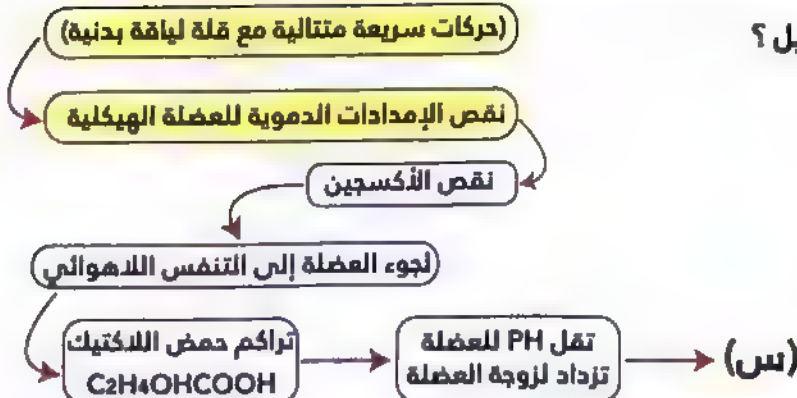 يل ؟
(حركات سريعة متتالية مع قلة لياقة بدنية)
نقص الإمدادات الدموية للعضلة الهيكلية
نقص الأكسجين
لجوء العضلة إلى التنفس اللاهوائي
تراكم حمض اللاكتيك
C2H4OHCOOH
تقل PH للعضلة
تزداد لزوجة العضلة
(س)